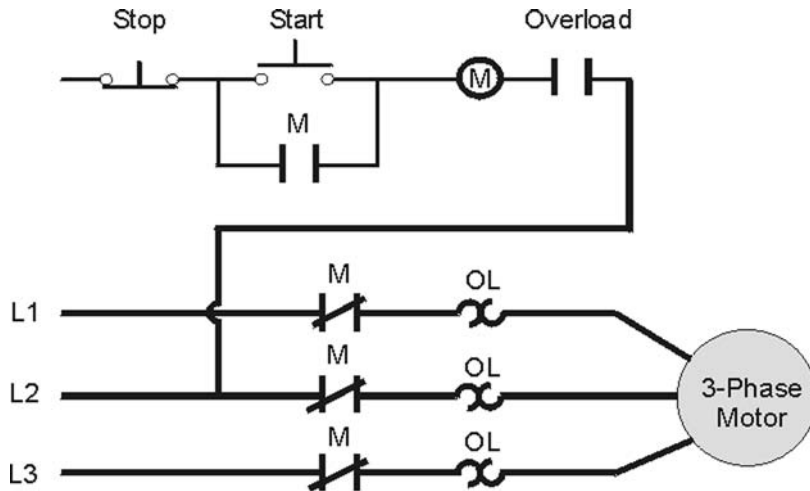 Stop Start Overload
M
M
M OL
L1
M OL
L2
3-Phase
Motor
M OL
L3